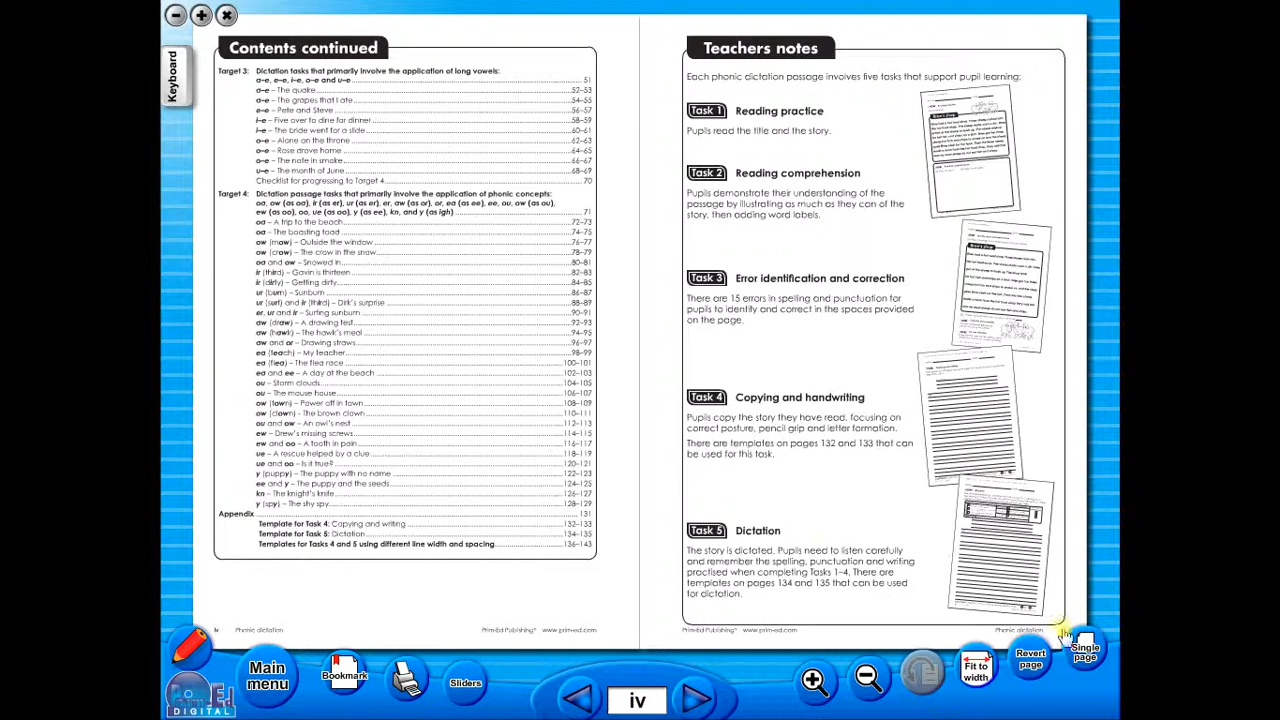 Keyboard
Contents continued
Target 3: Dictation tasks that primarily involve the application of long vowels:
a–e, e–e, i–e, o–e and u–e 51
a–e – The quake 52–53
a–e – The grapes that I ate 54–55
e–e – Pete and Steve 56–57
i–e – Five over to dine for dinner 58–59
i–e – The bride went for a slide 60–61
o–e – Alone on the throne 62–63
o–e – Rose drove home 64–65
o–e – The note in smoke 66–67
u–e – The month of June 68–69
Checklist for progressing to Target 4 70
Target 4: Dictation passage tasks that primarily involve the application of phonic concepts:
oa, ow (as oa), ir (as er), ur (as er), er, aw (as or), or, ea (as ee), ee, ou, ow (as ou),
ew (as oo), oo, ue (as oo), y (as ee), kn, and y (as igh) 71
oa – A trip to the beach 72–73
oa – The boasting toad 74–75
ow (mow) – Outside the window 76–77
ow (crow) – The crow in the snow 78–79
oa and ow – Snowed in 80–81
ir (third) – Gavin is thirteen 82–83
ir (dirty) – Getting dirty 84–85
ur (burn) – Sunburn 86–87
ur (surf) and ir (third) – Dirk's surprise 88–89
er, ur and ir – Surfing sunburn 90–91
aw (draw) – A drawing test 92–93
aw (hawk) – The hawk's meal 94–95
aw and or – Drawing straws 96–97
ea (teach) – My teacher 98–99
ea (flea) – The flea race 100–101
ea and ee – A day at the beach 102–103
ou – Storm clouds 104–105
ou – The mouse house 106–107
ow (town) – Power off in town 108–109
ow (clown) – The brown clown 110–111
ou and ow – An owl's nest 112–113
ew – Drew's missing screws 114–115
ew and oo – A tooth in pain 116–117
ue – A rescue helped by a clue 118–119
ue and oo – Is it true? 120–121
y (puppy) – The puppy with no name 122–123
ee and y – The puppy and the seeds 124–125
kn – The knight's knife 126–127
y (spy) – The shy spy 128–129
Appendix 131
Template for Task 4: Copying and writing 132–133
Template for Task 5: Dictation 134–135
Templates for Tasks 4 and 5 using different line width and spacing 136–143
iv Phonic dictation Prim-Ed Publishing® www.prim-ed.com
Teachers notes
Each phonic dictation passage involves five tasks that support pupil learning:
Task 1 Reading practice
Pupils read the title and the story.
Task 2 Reading comprehension
Pupils demonstrate their understanding of the
passage by illustrating as much as they can of the
story, then adding word labels.
Task 3 Error identification and correction
There are 15 errors in spelling and punctuation for
pupils to identify and correct in the spaces provided
on the page.
Task 4 Copying and handwriting
Pupils copy the story they have read, focusing on
correct posture, pencil grip and letter formation.
There are templates on pages 132 and 133 that can
be used for this task.
Task 5 Dictation
The story is dictated. Pupils need to listen carefully
and remember the spelling, punctuation and writing
practised when completing Tasks 1–4. There are
templates on pages 134 and 135 that can be used
for dictation.
Prim-Ed Publishing® www.prim-ed.com Phonic dictation
Main
menu
Bookmark
Sliders
iv
Fit to
width
Revert
page
Single
page
DIGITAL